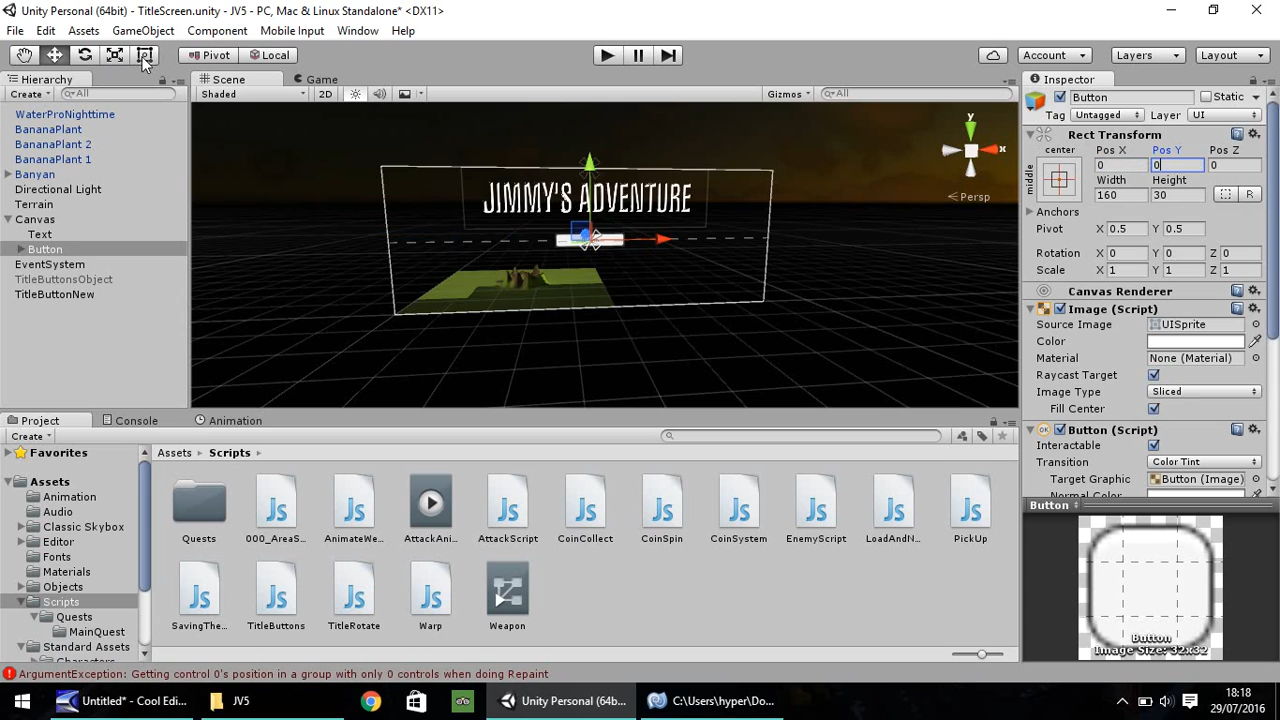 Unity Personal (64bit) - TitleScreen.unity - JV5 - PC, Mac & Linux Standalone* <DX11>
File Edit Assets GameObject Component Mobile Input Window Help
Pivot Local Account Layers Layout
Hierarchy Scene Game Inspector
Create All Shaded 2D Gizmos All Button Static
Tag Untagged Layer UI
WaterProNighttime
BananaPlant
BananaPlant 2
BananaPlant 1
Banyan
Directional Light
Terrain
Canvas
Text
Button
EventSystem
TitleButtonsObject
TitleButtonNew
JIMMY'S ADVENTURE
y
x
Persp
Rect Transform
center Pos X Pos Y Pos Z
middle 0 0 0
Width Height
160 30 R
Anchors
Pivot X 0.5 Y 0.5
Rotation X 0 Y 0 Z 0
Scale X 1 Y 1 Z 1
Canvas Renderer
Image (Script)
Source Image UISprite
Color
Material None (Material)
Raycast Target
Image Type Sliced
Fill Center
Button (Script)
Interactable
Transition Color Tint
Target Graphic Button (Image)
Normal Color
Project Console Animation
Create
Favorites
Assets
Animation
Audio
Classic Skybox
Editor
Fonts
Materials
Objects
Scripts
Quests
MainQuest
Standard Assets
Characters
Assets Scripts
Quests 000_AreaS... AnimateWe... AttackAni... AttackScript CoinCollect CoinSpin CoinSystem EnemyScript LoadAndN... PickUp
SavingThe... TitleButtons TitleRotate Warp Weapon
Button
Button
Image Size: 32x32
ArgumentException: Getting control 0's position in a group with only 0 controls when doing Repaint
Untitled* - Cool Edi... JV5 Unity Personal (64b... C:\Users\hyper\Do... 18:18
29/07/2016